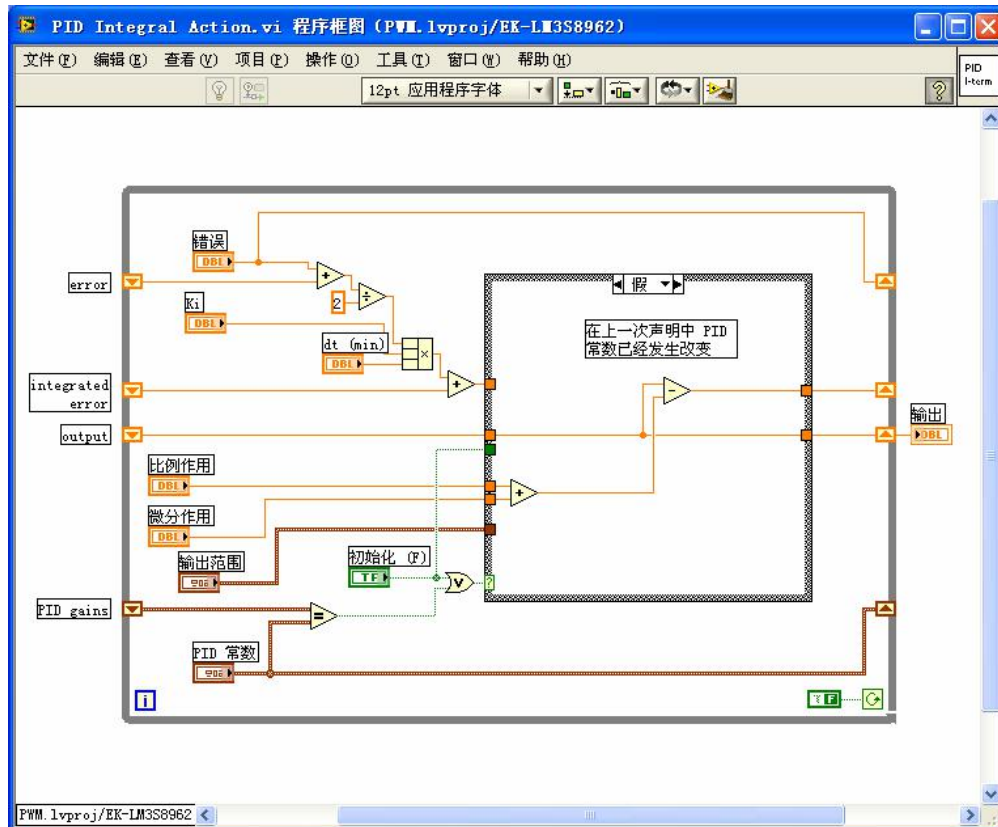 PID Integral Action.vi 程序框图 (PWM.lvproj/EK-LM3S8962)
文件(F) 编辑(E) 查看(V) 项目(P) 操作(O) 工具(T) 窗口(W) 帮助(H)
PID
I-term
12pt 应用程序字体
?
错误
DBL
error
+
Ki
DBL
2
÷
dt (min)
DBL
×
假
在上一次声明中 PID
常数已经发生改变
integrated
error
+
-
output
输出
DBL
比例作用
DBL
+
微分作用
DBL
输出范围
初始化 (F)
TF
V
?
PID gains
=
PID 常数
i
F
PWM.lvproj/EK-LM3S8962